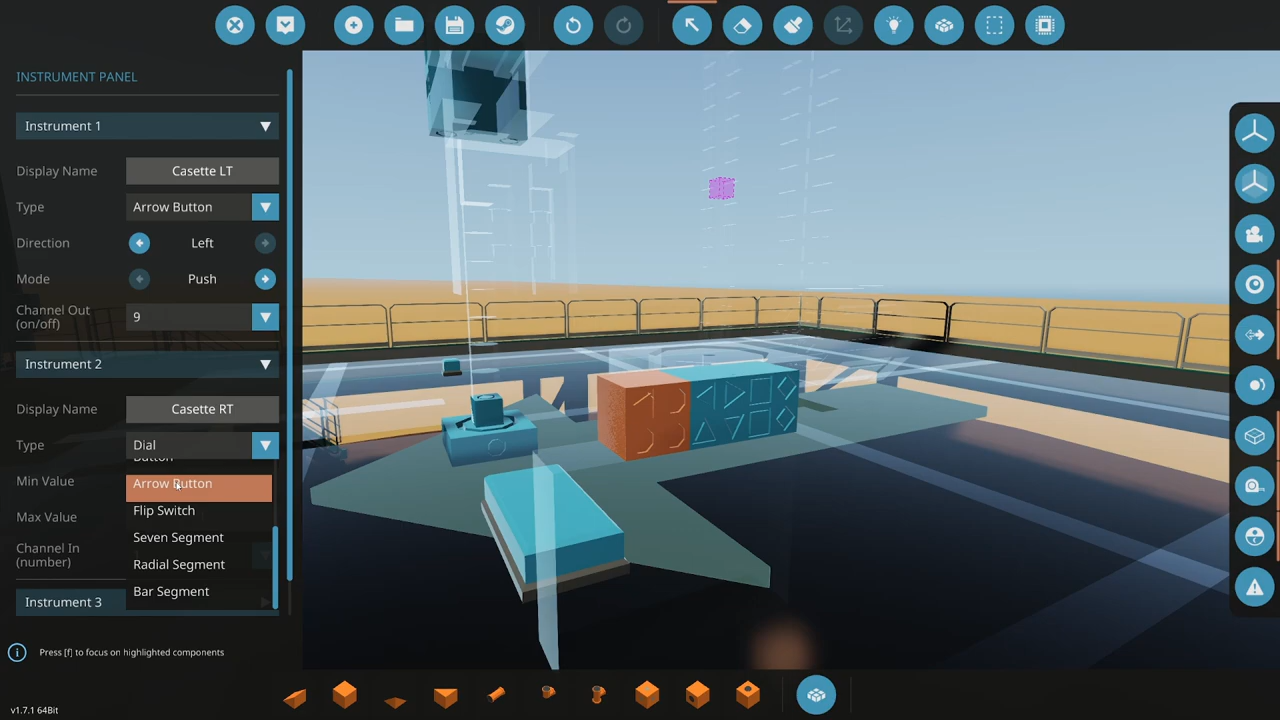 INSTRUMENT PANEL
Instrument 1
Display Name Casette LT
Type Arrow Button
Direction Left
Mode Push
Channel Out (on/off) 9
Instrument 2
Display Name Casette RT
Type Dial
Button
Min Value Arrow Button
Flip Switch
Max Value
Seven Segment
Channel In (number)
Radial Segment
Bar Segment
Instrument 3
Press [f] to focus on highlighted components
v1.7.1 64Bit